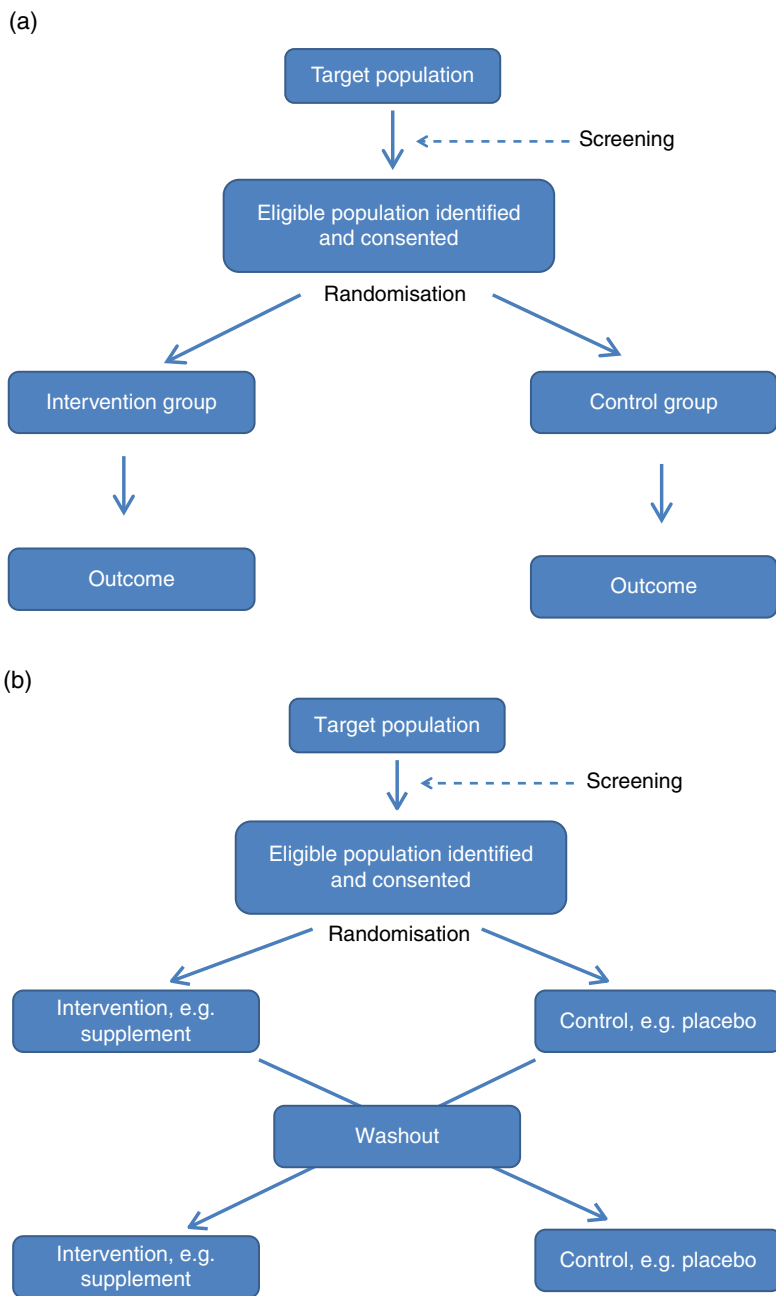 (a)
Target population
Screening
Eligible population identified
and consented
Randomisation
Intervention group
Control group
Outcome
Outcome
(b)
Target population
Screening
Eligible population identified
and consented
Randomisation
Intervention, e.g.
supplement
Control, e.g. placebo
Washout
Intervention, e.g.
supplement
Control, e.g. placebo